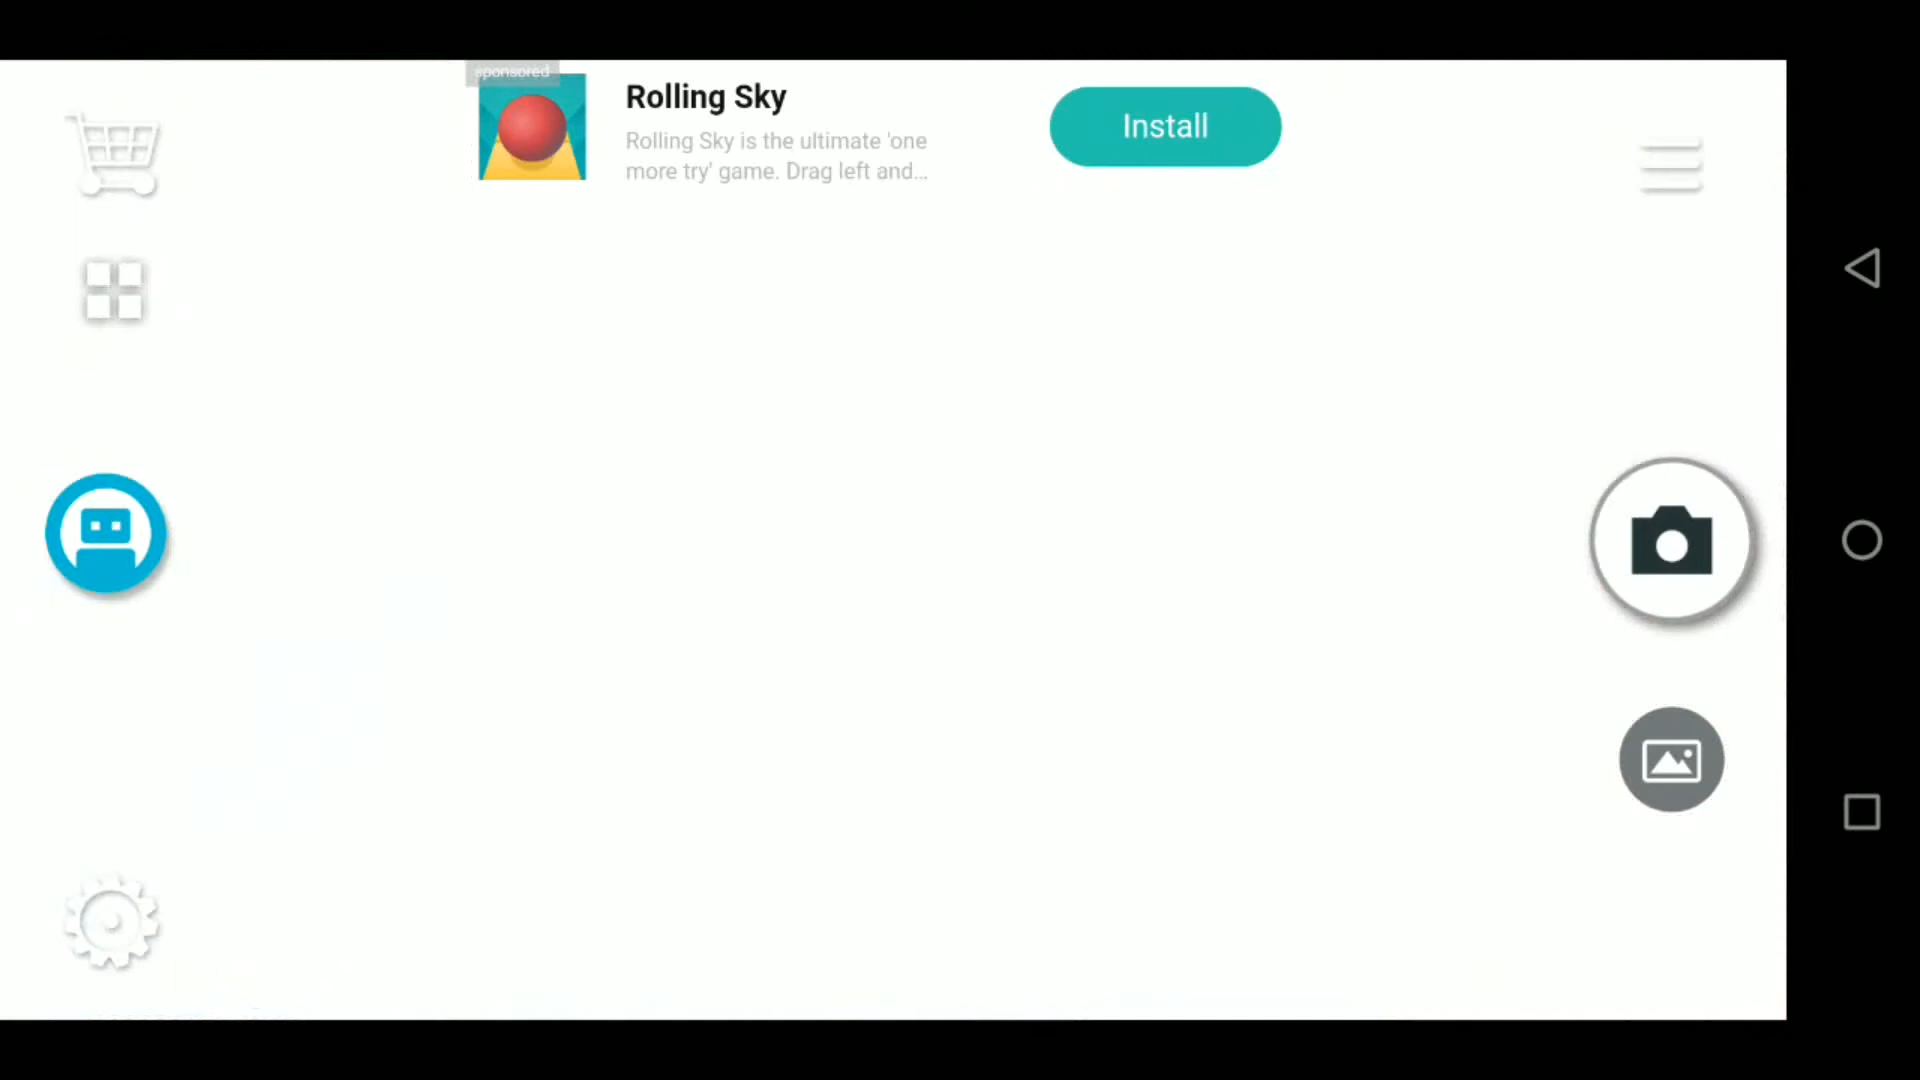 sponsored
Rolling Sky
Rolling Sky is the ultimate 'one
more try' game. Drag left and...
Install